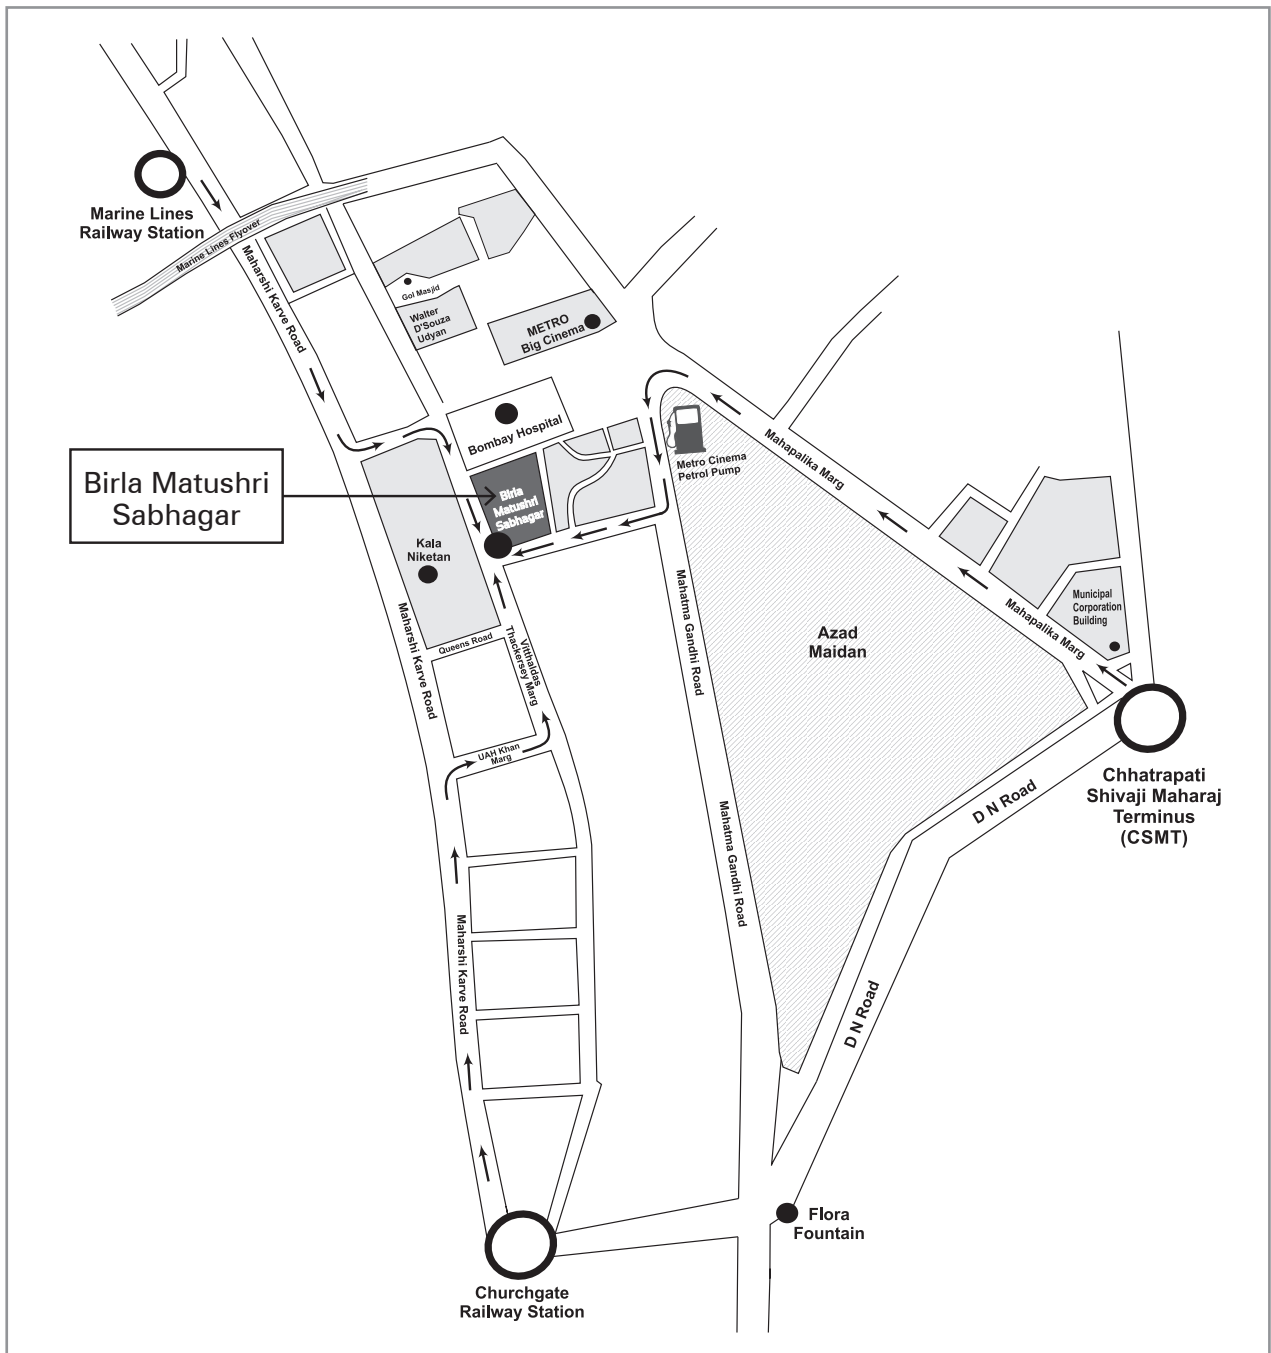 Marine Lines
Railway Station
Marine Lines Flyover
Maharshi Karve Road
Gol Masjid
Walter
D'Souza
Udyan
METRO
Big Cinema
Bombay Hospital
Metro Cinema
Petrol Pump
Mahapalika Marg
Birla Matushri
Sabhagar
Birla
Matushri
Sabhagar
Kala
Niketan
Mahatma Gandhi Road
Azad
Maidan
Mahapalika Marg
Municipal
Corporation
Building
Maharshi Karve Road
Queens Road
Vitthaldas
Thackersey Marg
UAH Khan
Marg
Chhatrapati
Shivaji Maharaj
Terminus
(CSMT)
D N Road
Mahatma Gandhi Road
Maharshi Karve Road
D N Road
Flora
Fountain
Churchgate
Railway Station